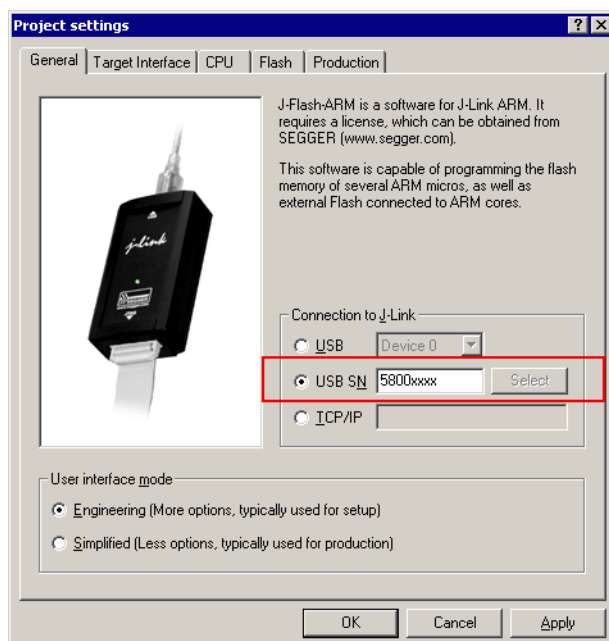 Project settings
General
Target Interface
CPU
Flash
Production
J-Flash-ARM is a software for J-Link ARM. It
requires a license, which can be obtained from
SEGGER (www.segger.com).
This software is capable of programming the flash
memory of several ARM micros, as well as
external Flash connected to ARM cores.
j-link
Connection to J-Link
USB
Device 0
USB SN
5800xxxx
Select
TCP/IP
User interface mode
Engineering (More options, typically used for setup)
Simplified (Less options, typically used for production)
OK
Cancel
Apply